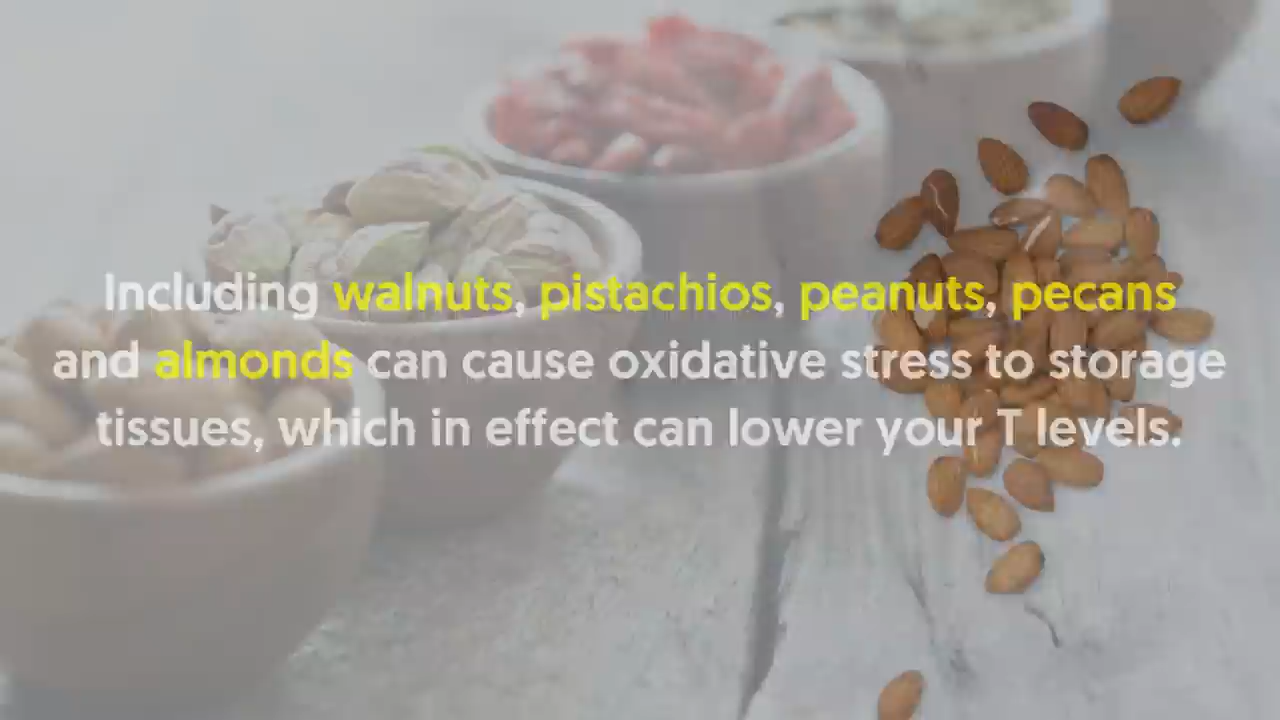 Including walnuts, pistachios, peanuts, pecans
and almonds can cause oxidative stress to storage
tissues, which in effect can lower your T levels.